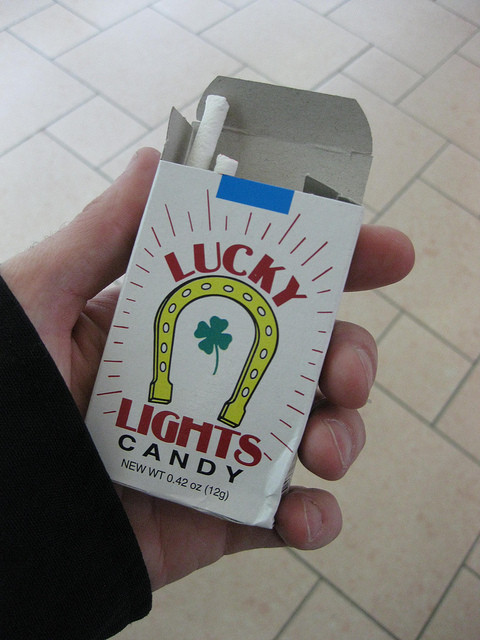 LUCKY
LIGHTS
CANDY
NEW WT 0.42 oz (12g)